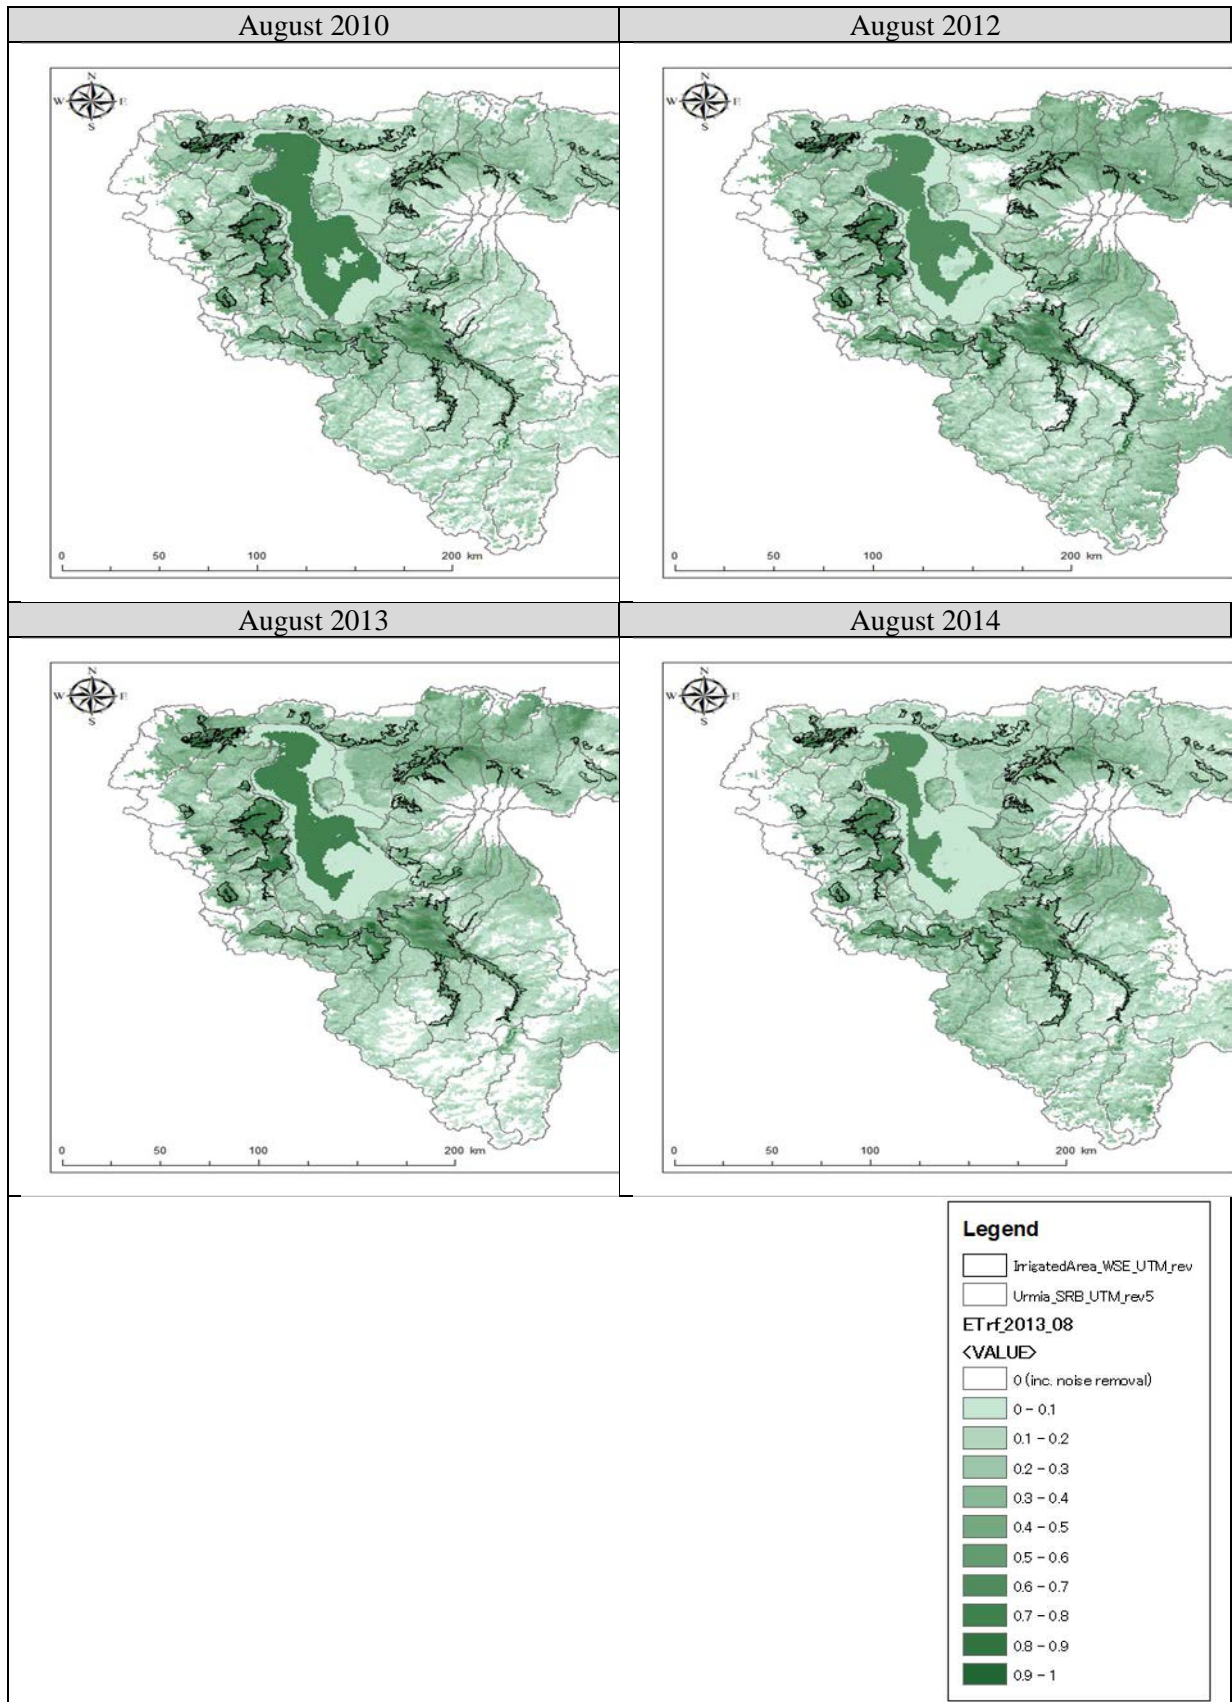 August 2010
August 2012
N
W E
S
0 50 100 200 km
N
W E
S
0 50 100 200 km
August 2013
August 2014
N
W E
S
0 50 100 200 km
N
W E
S
0 50 100 200 km
Legend
IrrigatedArea_WSE_UTM_rev
Urmia_SRB_UTM_rev5
ETrf_2013_08
<VALUE>
0 (inc. noise removal)
0 - 0.1
0.1 - 0.2
0.2 - 0.3
0.3 - 0.4
0.4 - 0.5
0.5 - 0.6
0.6 - 0.7
0.7 - 0.8
0.8 - 0.9
0.9 - 1